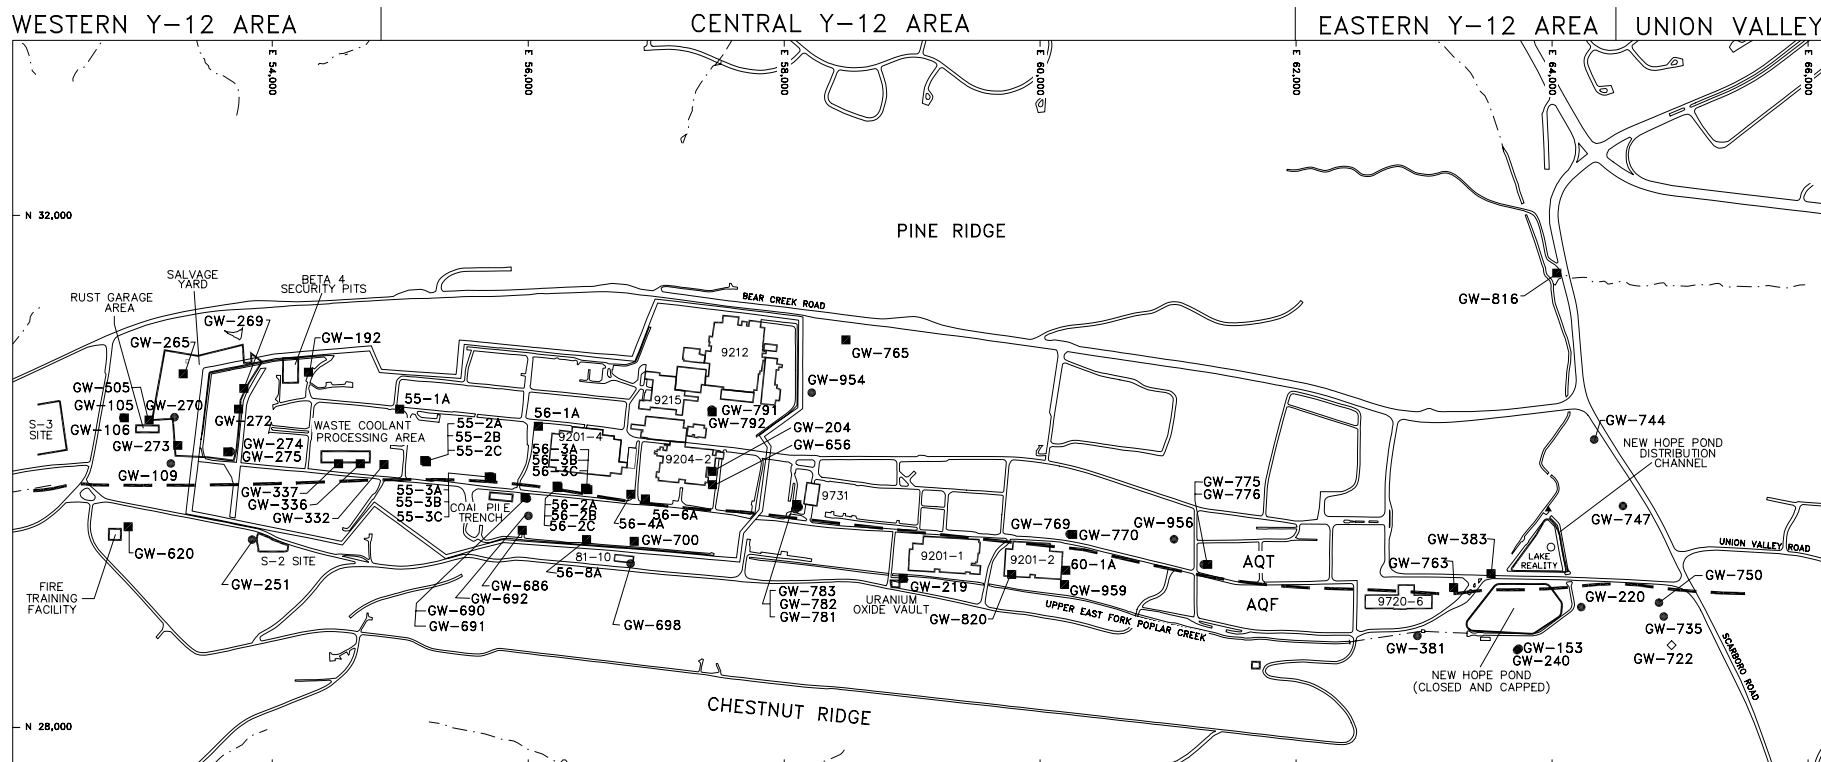 WESTERN Y-12 AREA
CENTRAL Y-12 AREA
EASTERN Y-12 AREA
UNION VALLEY
E 54,000
E 56,000
E 58,000
E 60,000
E 62,000
E 64,000
E 66,000
N 32,000
PINE RIDGE
GW-816
SALVAGE
YARD
BETA 4
SECURITY PITS
RUST GARAGE
AREA
BEAR CREEK ROAD
GW-269
GW-265
GW-192
9212
GW-765
GW-954
GW-505
GW-105
GW-106
GW-270
GW-272
GW-273
GW-274
GW-275
GW-109
S-3
SITE
55-1A
WASTE COOLANT
PROCESSING AREA
55-2A
55-2B
55-2C
56-1A
9201-4
56-3A
56-3B
56-3C
9215
GW-791
GW-792
GW-204
GW-656
9204-2
9731
GW-744
NEW HOPE POND
DISTRIBUTION
CHANNEL
GW-337
GW-336
GW-332
55-3A
55-3B
55-3C
COAL PILE
TRENCH
56-2A
56-2B
56-2C
56-4A
56-6A
GW-775
GW-776
GW-769
GW-770
GW-956
GW-747
GW-383
GW-763
UNION VALLEY ROAD
LAKE
REALITY
GW-620
S-2 SITE
GW-251
FIRE
TRAINING
FACILITY
GW-700
81-10
56-8A
GW-686
GW-692
GW-690
GW-691
GW-698
GW-783
GW-782
GW-781
9201-1
9201-2
GW-219
URANIUM
OXIDE VAULT
GW-820
60-1A
GW-959
AQT
AQF
UPPER EAST FORK POPLAR CREEK
9720-6
GW-750
GW-220
GW-735
GW-722
GW-381
GW-153
GW-240
NEW HOPE POND
(CLOSED AND CAPPED)
SCARBORO ROAD
CHESTNUT RIDGE
N 28,000